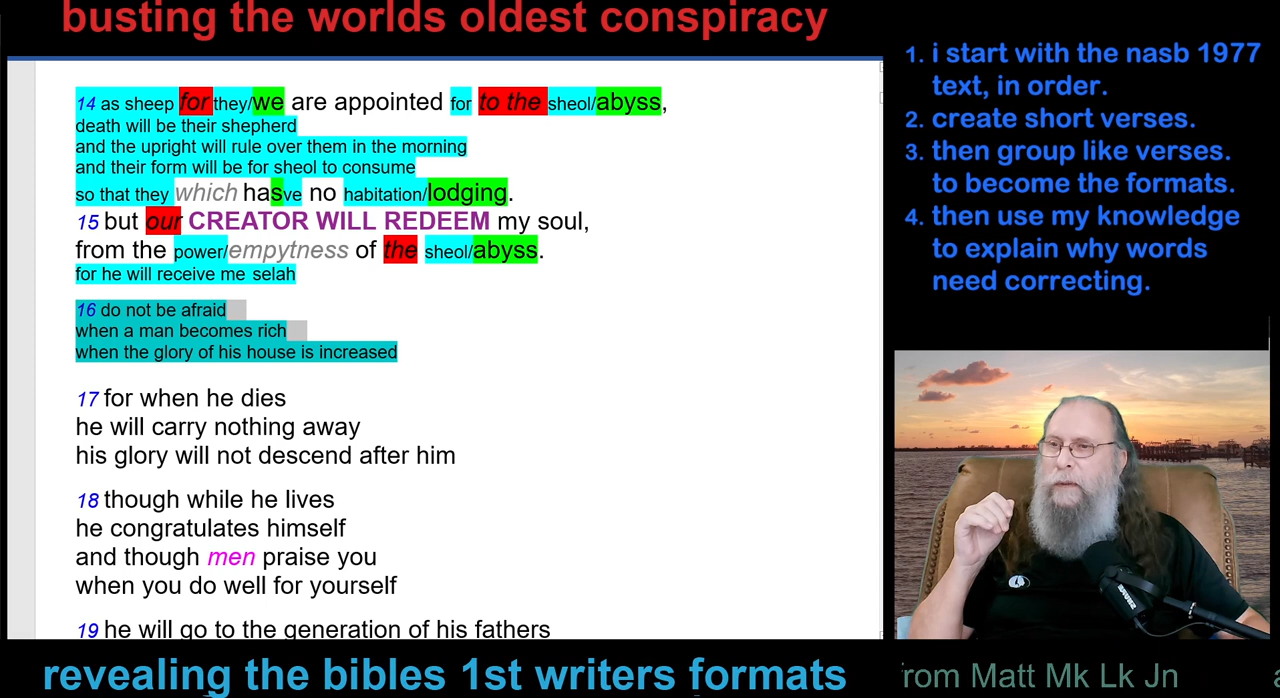 busting the worlds oldest conspiracy
14 as sheep for they/we are appointed for to the sheol/abyss,
death will be their shepherd
and the upright will rule over them in the morning
and their form will be for sheol to consume
so that they which hasve no habitation/lodging.
15 but our CREATOR WILL REDEEM my soul,
from the power/empytness of the sheol/abyss.
for he will receive me selah
16 do not be afraid
when a man becomes rich
when the glory of his house is increased
17 for when he dies
he will carry nothing away
his glory will not descend after him
18 though while he lives
he congratulates himself
and though men praise you
when you do well for yourself
19 he will go to the generation of his fathers
1. i start with the nasb 1977
text, in order.
2. create short verses.
3. then group like verses.
to become the formats.
4. then use my knowledge
to explain why words
need correcting.
revealing the bibles 1st writers formats
rom Matt Mk Lk Jn